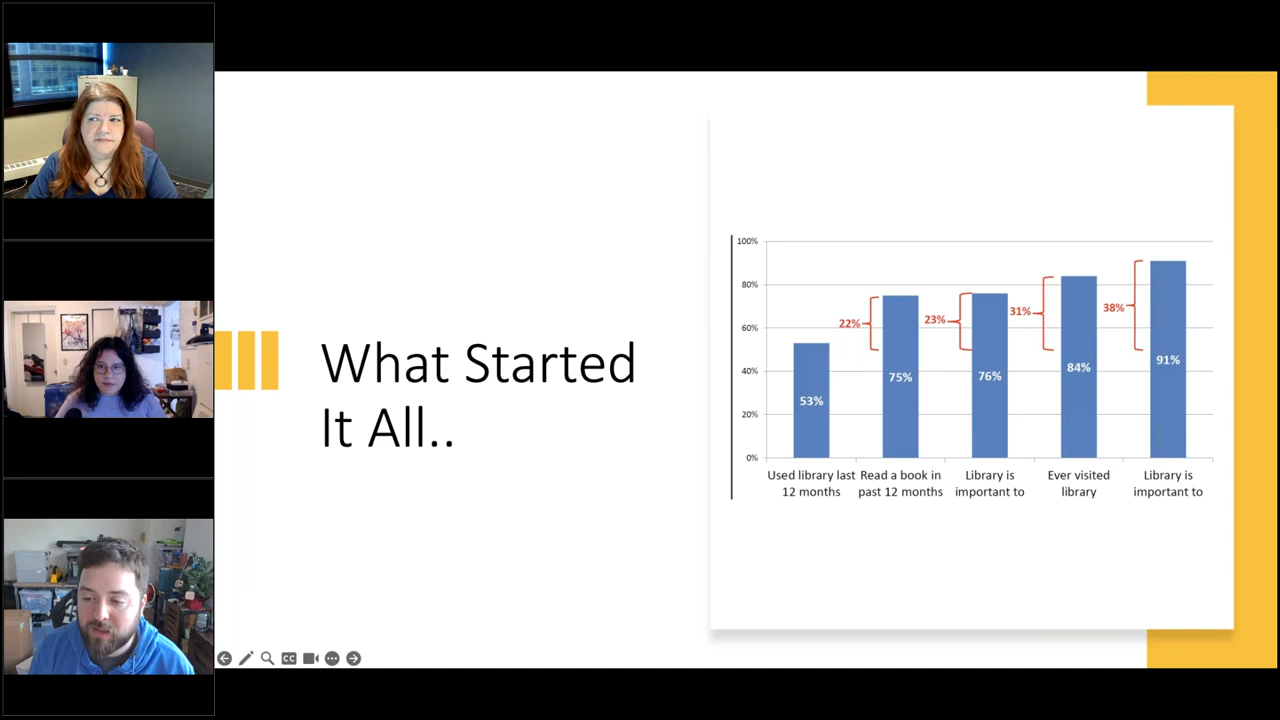 What Started
It All..
100%
80%
60%
40%
20%
0%
22%
23%
31%
38%
53%
75%
76%
84%
91%
Used library last
12 months
Read a book in
past 12 months
Library is
important to
Ever visited
library
Library is
important to
CC